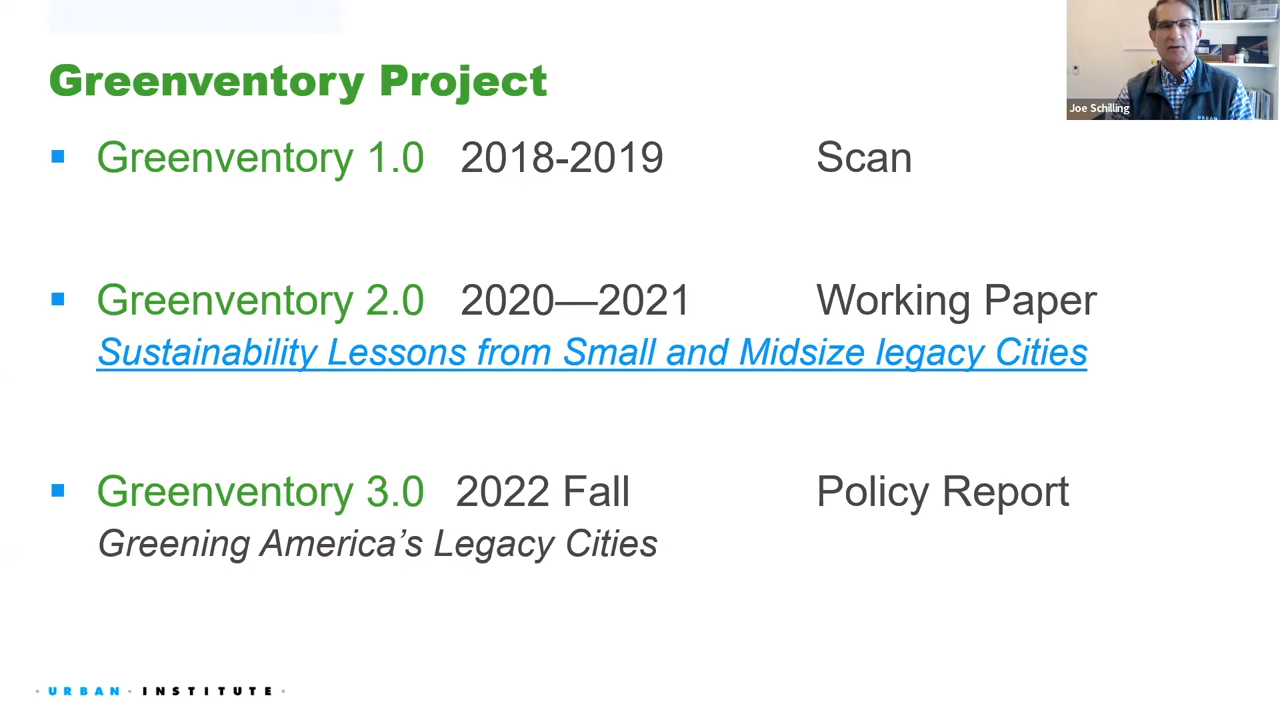 Greenventory Project
Joe Schilling
Greenventory 1.0 2018-2019 Scan
Greenventory 2.0 2020—2021 Working Paper
Sustainability Lessons from Small and Midsize legacy Cities
Greenventory 3.0 2022 Fall Policy Report
Greening America’s Legacy Cities
URBAN · INSTITUTE